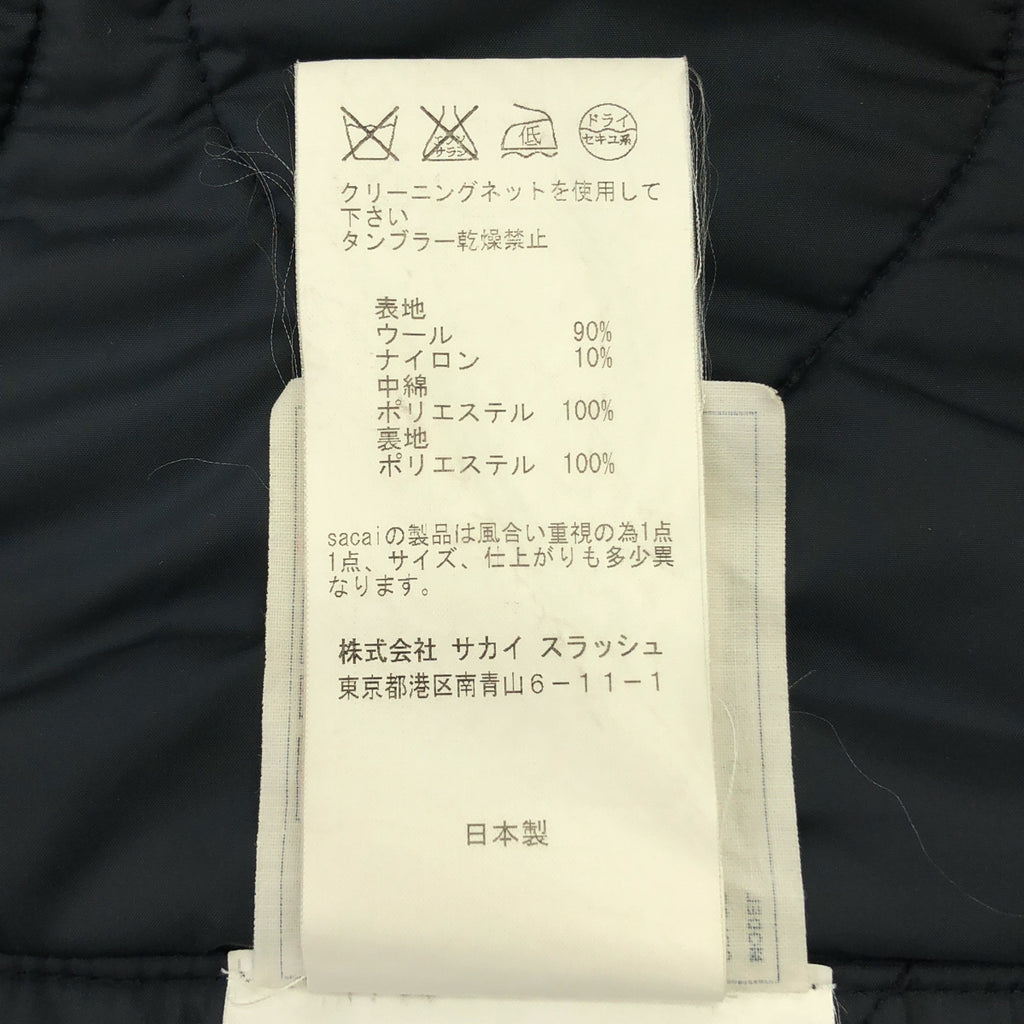 エンソ
サラシ
低
ドライ
セキユ系
クリーニングネットを使用して
下さい
タンブラー乾燥禁止
表地
ウール 90%
ナイロン 10%
中綿
ポリエステル 100%
裏地
ポリエステル 100%
sacaiの製品は風合い重視の為1点
1点、サイズ、仕上がりも多少異
なります。
株式会社 サカイ スラッシュ
東京都港区南青山6-11-1
日本製